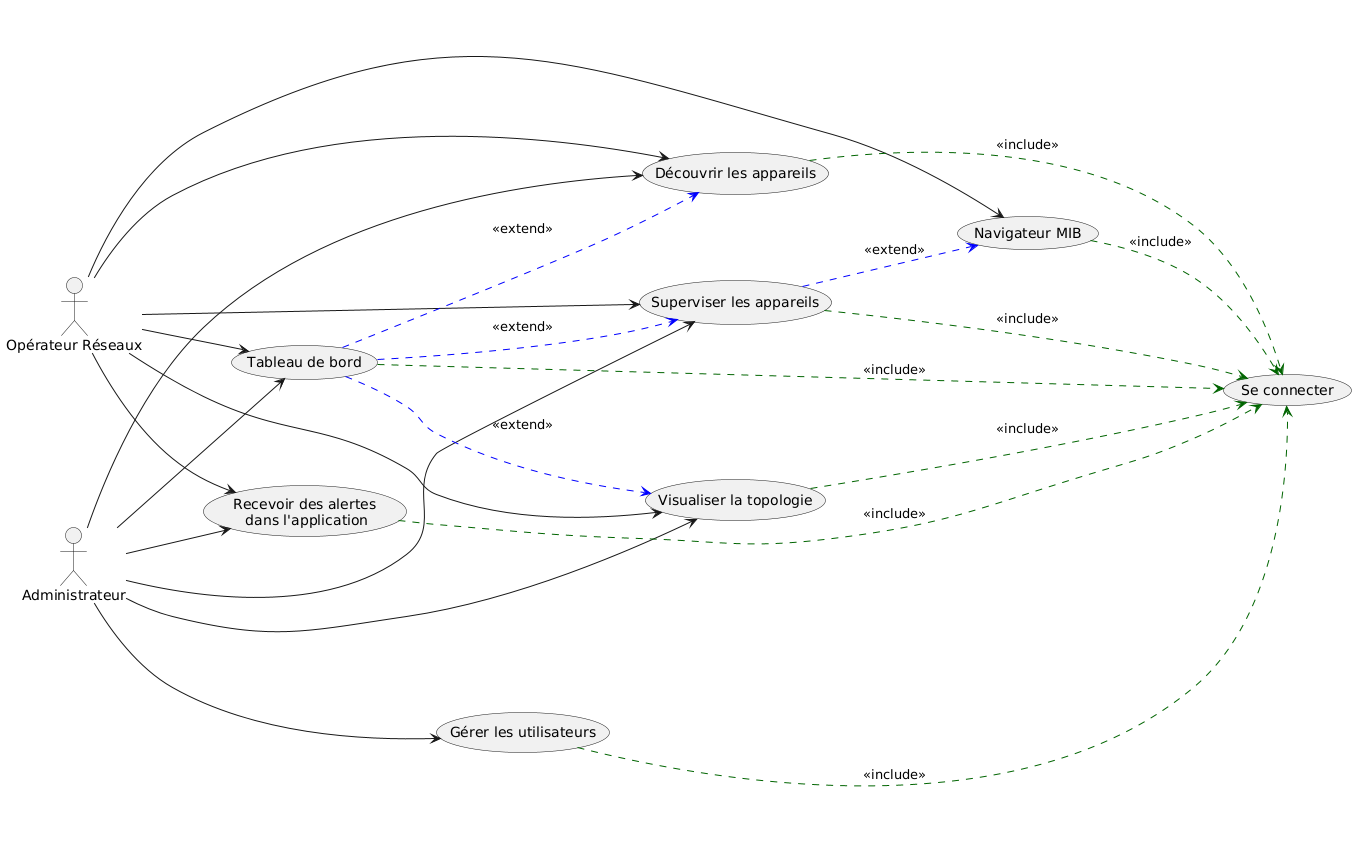 «include»
Découvrir les appareils
«extend»
Navigateur MIB
«include»
«extend»
Superviser les appareils
«include»
«extend»
Opérateur Réseaux
Tableau de bord
«include»
Se connecter
«extend»
«include»
Visualiser la topologie
Recevoir des alertes
dans l'application
«include»
Administrateur
Gérer les utilisateurs
«include»